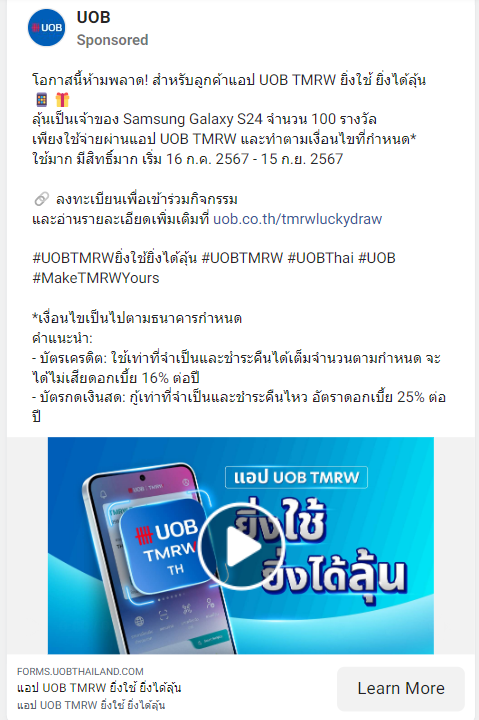 UOB
Sponsored
โอกาสนี้ห้ามพลาด! สำหรับลูกค้าแอป UOB TMRW ยิ่งใช้ ยิ่งได้ลุ้น
📱 🎁
ลุ้นเป็นเจ้าของ Samsung Galaxy S24 จำนวน 100 รางวัล
เพียงใช้จ่ายผ่านแอป UOB TMRW และทำตามเงื่อนไขที่กำหนด*
ใช้มาก มีสิทธิ์มาก เริ่ม 16 ก.ค. 2567 - 15 ก.ย. 2567
🔗 ลงทะเบียนเพื่อเข้าร่วมกิจกรรม
และอ่านรายละเอียดเพิ่มเติมที่ uob.co.th/tmrwluckydraw
#UOBTMRWยิ่งใช้ยิ่งได้ลุ้น #UOBTMRW #UOBThai #UOB
#MakeTMRWYours
*เงื่อนไขเป็นไปตามธนาคารกำหนด
คำแนะนำ:
- บัตรเครดิต: ใช้เท่าที่จำเป็นและชำระคืนได้เต็มจำนวนตามกำหนด จะ
ได้ไม่เสียดอกเบี้ย 16% ต่อปี
- บัตรกดเงินสด: กู้เท่าที่จำเป็นและชำระคืนไหว อัตราดอกเบี้ย 25% ต่อ
ปี
แอป UOB TMRW
ยิ่งใช้
ยิ่งได้ลุ้น
UOB
TMRW
TH
FORMS.UOBTHAILAND.COM
แอป UOB TMRW ยิ่งใช้ ยิ่งได้ลุ้น
แอป UOB TMRW ยิ่งใช้ ยิ่งได้ลุ้น
Learn More